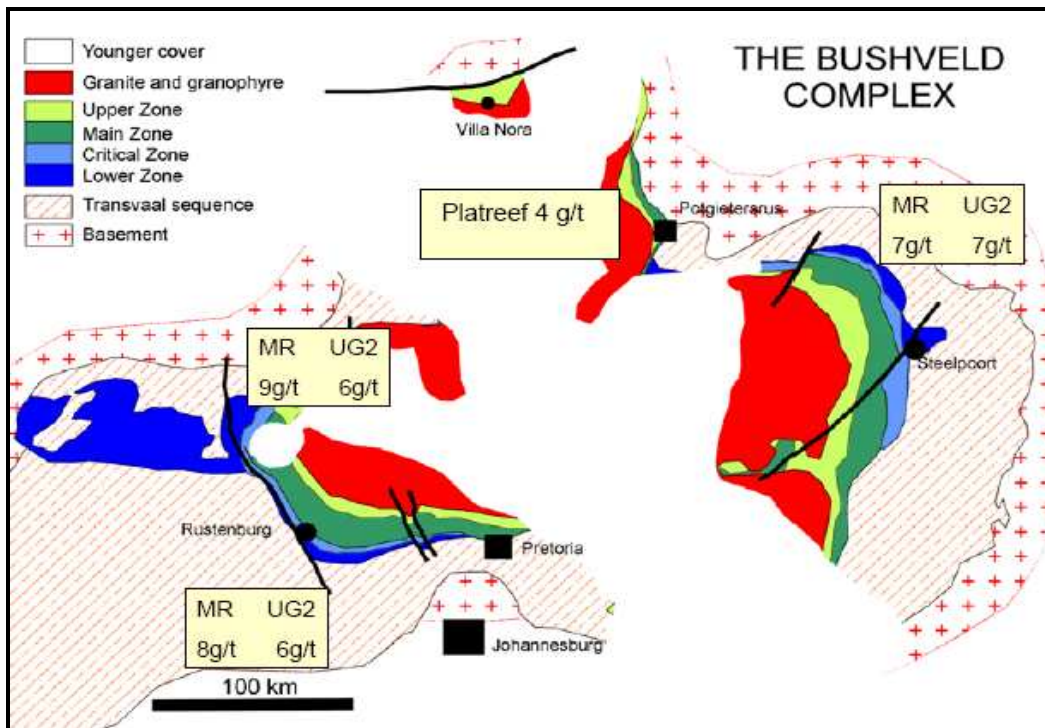 THE BUSHVELD
COMPLEX
Younger cover
Granite and granophyre
Upper Zone
Main Zone
Critical Zone
Lower Zone
Transvaal sequence
Basement
Villa Nora
Platreef 4 g/t
Potgietersrus
MR UG2
7g/t 7g/t
Steelpoort
MR UG2
9g/t 6g/t
Rustenburg
Pretoria
MR UG2
8g/t 6g/t
Johannesburg
100 km